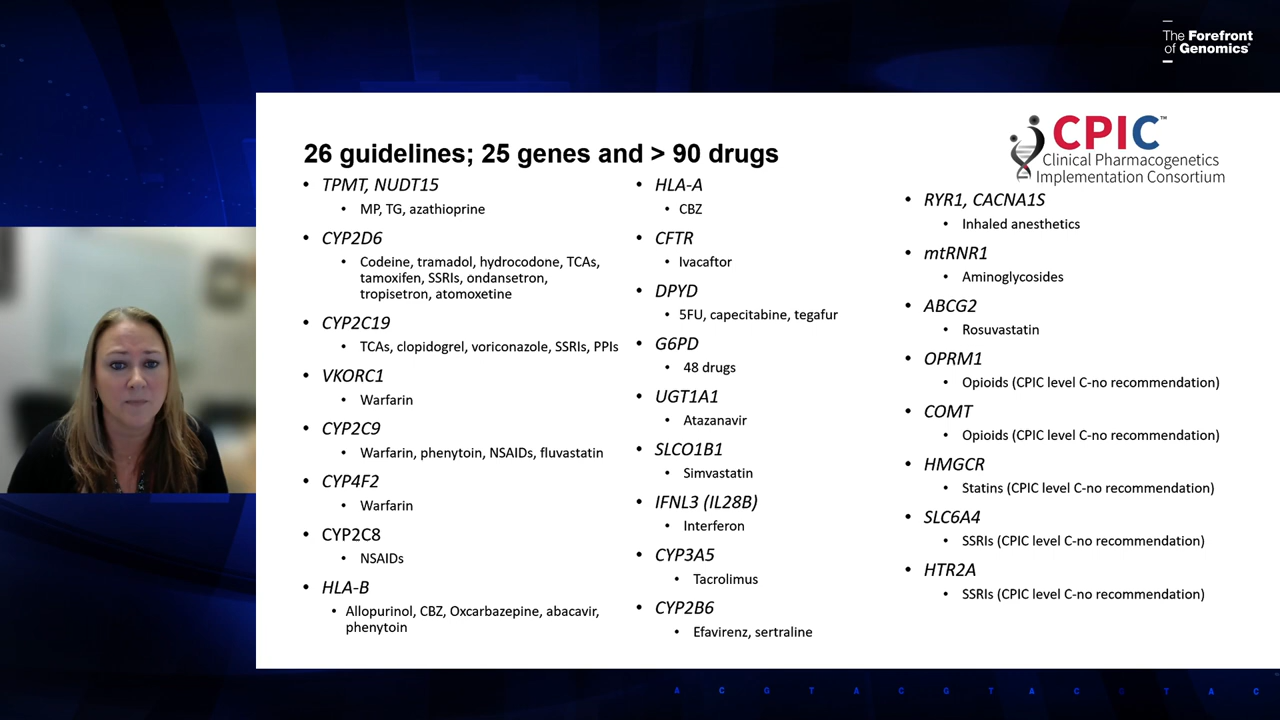 The Forefront
of Genomics®
CPIC™
Clinical Pharmacogenetics
Implementation Consortium
26 guidelines; 25 genes and > 90 drugs
• TPMT, NUDT15
• MP, TG, azathioprine
• CYP2D6
• Codeine, tramadol, hydrocodone, TCAs,
tamoxifen, SSRIs, ondansetron,
tropisetron, atomoxetine
• CYP2C19
• TCAs, clopidogrel, voriconazole, SSRIs, PPIs
• VKORC1
• Warfarin
• CYP2C9
• Warfarin, phenytoin, NSAIDs, fluvastatin
• CYP4F2
• Warfarin
• CYP2C8
• NSAIDs
• HLA-B
• Allopurinol, CBZ, Oxcarbazepine, abacavir,
phenytoin
• HLA-A
• CBZ
• CFTR
• Ivacaftor
• DPYD
• 5FU, capecitabine, tegafur
• G6PD
• 48 drugs
• UGT1A1
• Atazanavir
• SLCO1B1
• Simvastatin
• IFNL3 (IL28B)
• Interferon
• CYP3A5
• Tacrolimus
• CYP2B6
• Efavirenz, sertraline
• RYR1, CACNA1S
• Inhaled anesthetics
• mtRNR1
• Aminoglycosides
• ABCG2
• Rosuvastatin
• OPRM1
• Opioids (CPIC level C-no recommendation)
• COMT
• Opioids (CPIC level C-no recommendation)
• HMGCR
• Statins (CPIC level C-no recommendation)
• SLC6A4
• SSRIs (CPIC level C-no recommendation)
• HTR2A
• SSRIs (CPIC level C-no recommendation)
A C G T A C G T A C G T A C